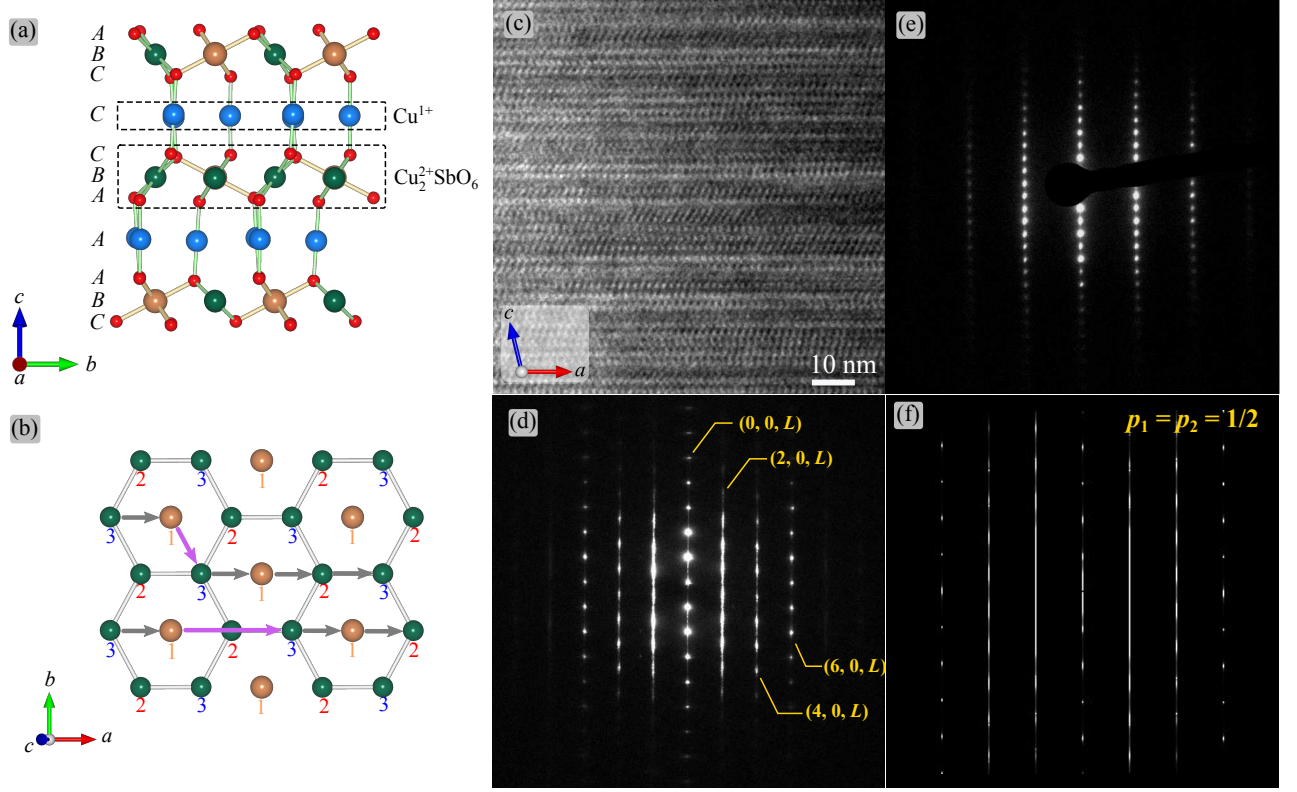 (a)
A
B
C
C
Cu¹⁺
C
B
A
Cu₂²⁺SbO₆
A
A
B
C
c
a
b
(b)
2 3 1 2 3
3 1 2 3 1 2
2 3 1 2 3
3 1 2 3 1 2
2 3 1 2 3
b
c
a
(c)
c
a
10 nm
(d)
(0, 0, L)
(2, 0, L)
(6, 0, L)
(4, 0, L)
(e)
(f)
p₁ = p₂ = 1/2